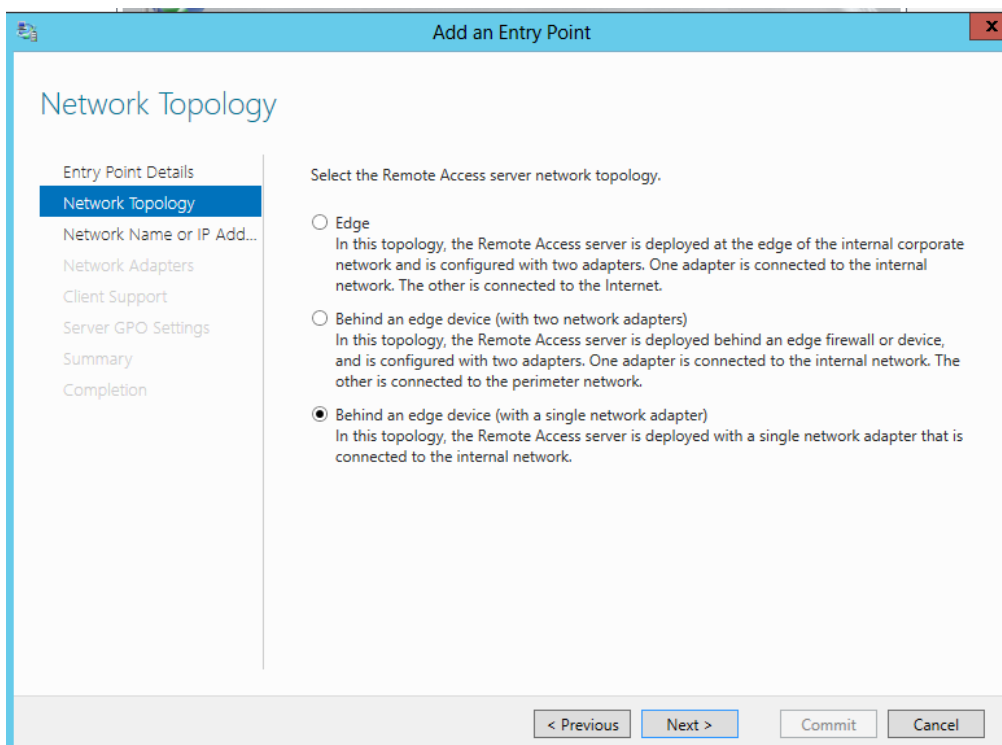 Add an Entry Point
x
Network Topology
Entry Point Details
Network Topology
Network Name or IP Add...
Network Adapters
Client Support
Server GPO Settings
Summary
Completion
Select the Remote Access server network topology.
Edge
In this topology, the Remote Access server is deployed at the edge of the internal corporate
network and is configured with two adapters. One adapter is connected to the internal
network. The other is connected to the Internet.
Behind an edge device (with two network adapters)
In this topology, the Remote Access server is deployed behind an edge firewall or device,
and is configured with two adapters. One adapter is connected to the internal network. The
other is connected to the perimeter network.
Behind an edge device (with a single network adapter)
In this topology, the Remote Access server is deployed with a single network adapter that is
connected to the internal network.
< Previous
Next >
Commit
Cancel